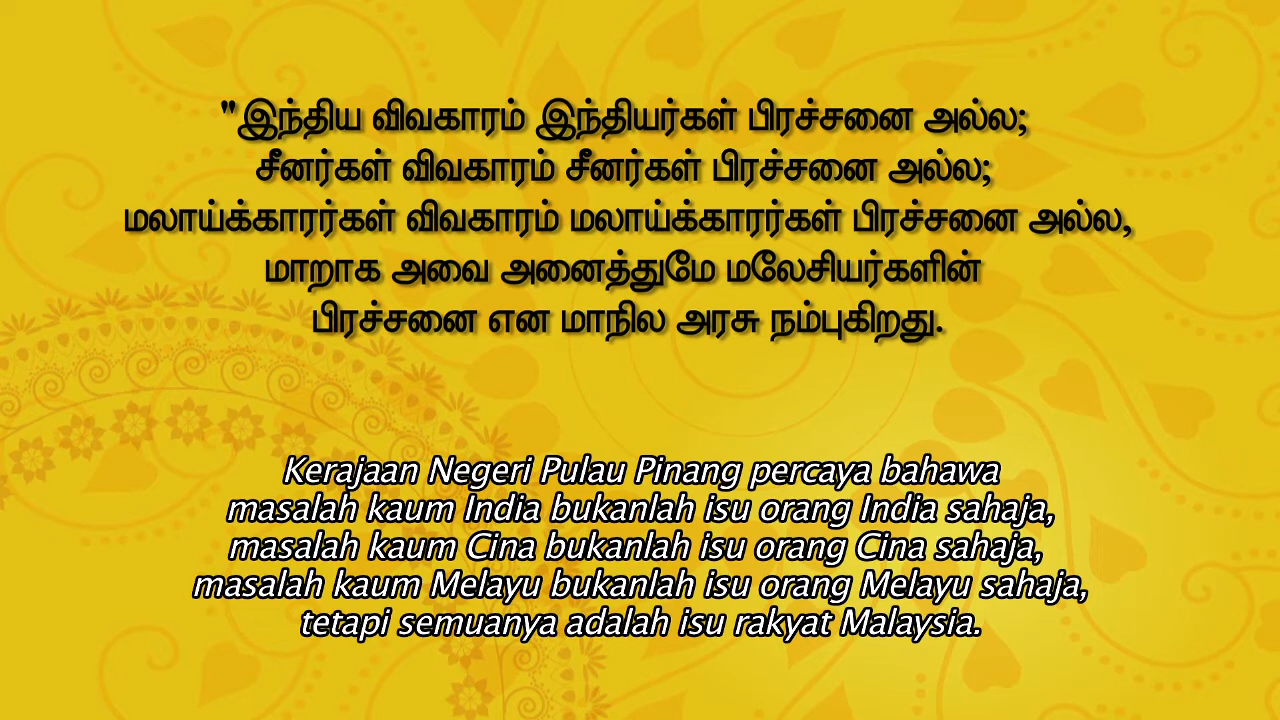 "இந்திய விவகாரம் இந்தியர்கள் பிரச்சனை அல்ல;
சீனர்கள் விவகாரம் சீனர்கள் பிரச்சனை அல்ல;
மலாய்க்காரர்கள் விவகாரம் மலாய்க்காரர்கள் பிரச்சனை அல்ல,
மாறாக அவை அனைத்துமே மலேசியர்களின்
பிரச்சனை என மாநில அரசு நம்புகிறது.
Kerajaan Negeri Pulau Pinang percaya bahawa
masalah kaum India bukanlah isu orang India sahaja,
masalah kaum Cina bukanlah isu orang Cina sahaja,
masalah kaum Melayu bukanlah isu orang Melayu sahaja,
tetapi semuanya adalah isu rakyat Malaysia.